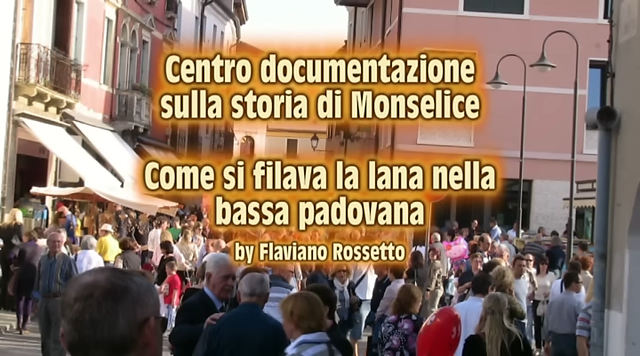 Centro documentazione
sulla storia di Monselice
Come si filava la lana nella
bassa padovana
by Flaviano Rossetto